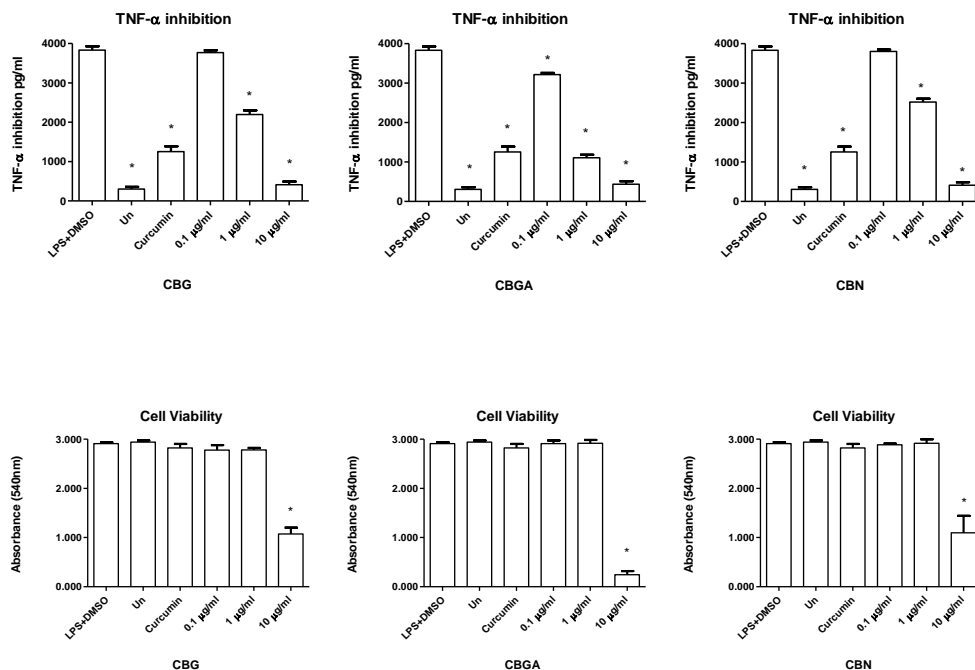 TNF-α inhibition
TNF-α inhibition pg/ml
4000
3000
2000
1000
0
* * * *
LPS+DMSO Un Curcumin 0.1 µg/ml 1 µg/ml 10 µg/ml
CBG
TNF-α inhibition
TNF-α inhibition pg/ml
4000
3000
2000
1000
0
* * * * *
LPS+DMSO Un Curcumin 0.1 µg/ml 1 µg/ml 10 µg/ml
CBGA
TNF-α inhibition
TNF-α inhibition pg/ml
4000
3000
2000
1000
0
* * * *
LPS+DMSO Un Curcumin 0.1 µg/ml 1 µg/ml 10 µg/ml
CBN
Cell Viability
Absorbance (540nm)
3.000
2.000
1.000
0.000
*
LPS+DMSO Un Curcumin 0.1 µg/ml 1 µg/ml 10 µg/ml
CBG
Cell Viability
Absorbance (540nm)
3.000
2.000
1.000
0.000
*
LPS+DMSO Un Curcumin 0.1 µg/ml 1 µg/ml 10 µg/ml
CBGA
Cell Viability
Absorbance (540nm)
3.000
2.000
1.000
0.000
*
LPS+DMSO Un Curcumin 0.1 µg/ml 1 µg/ml 10 µg/ml
CBN